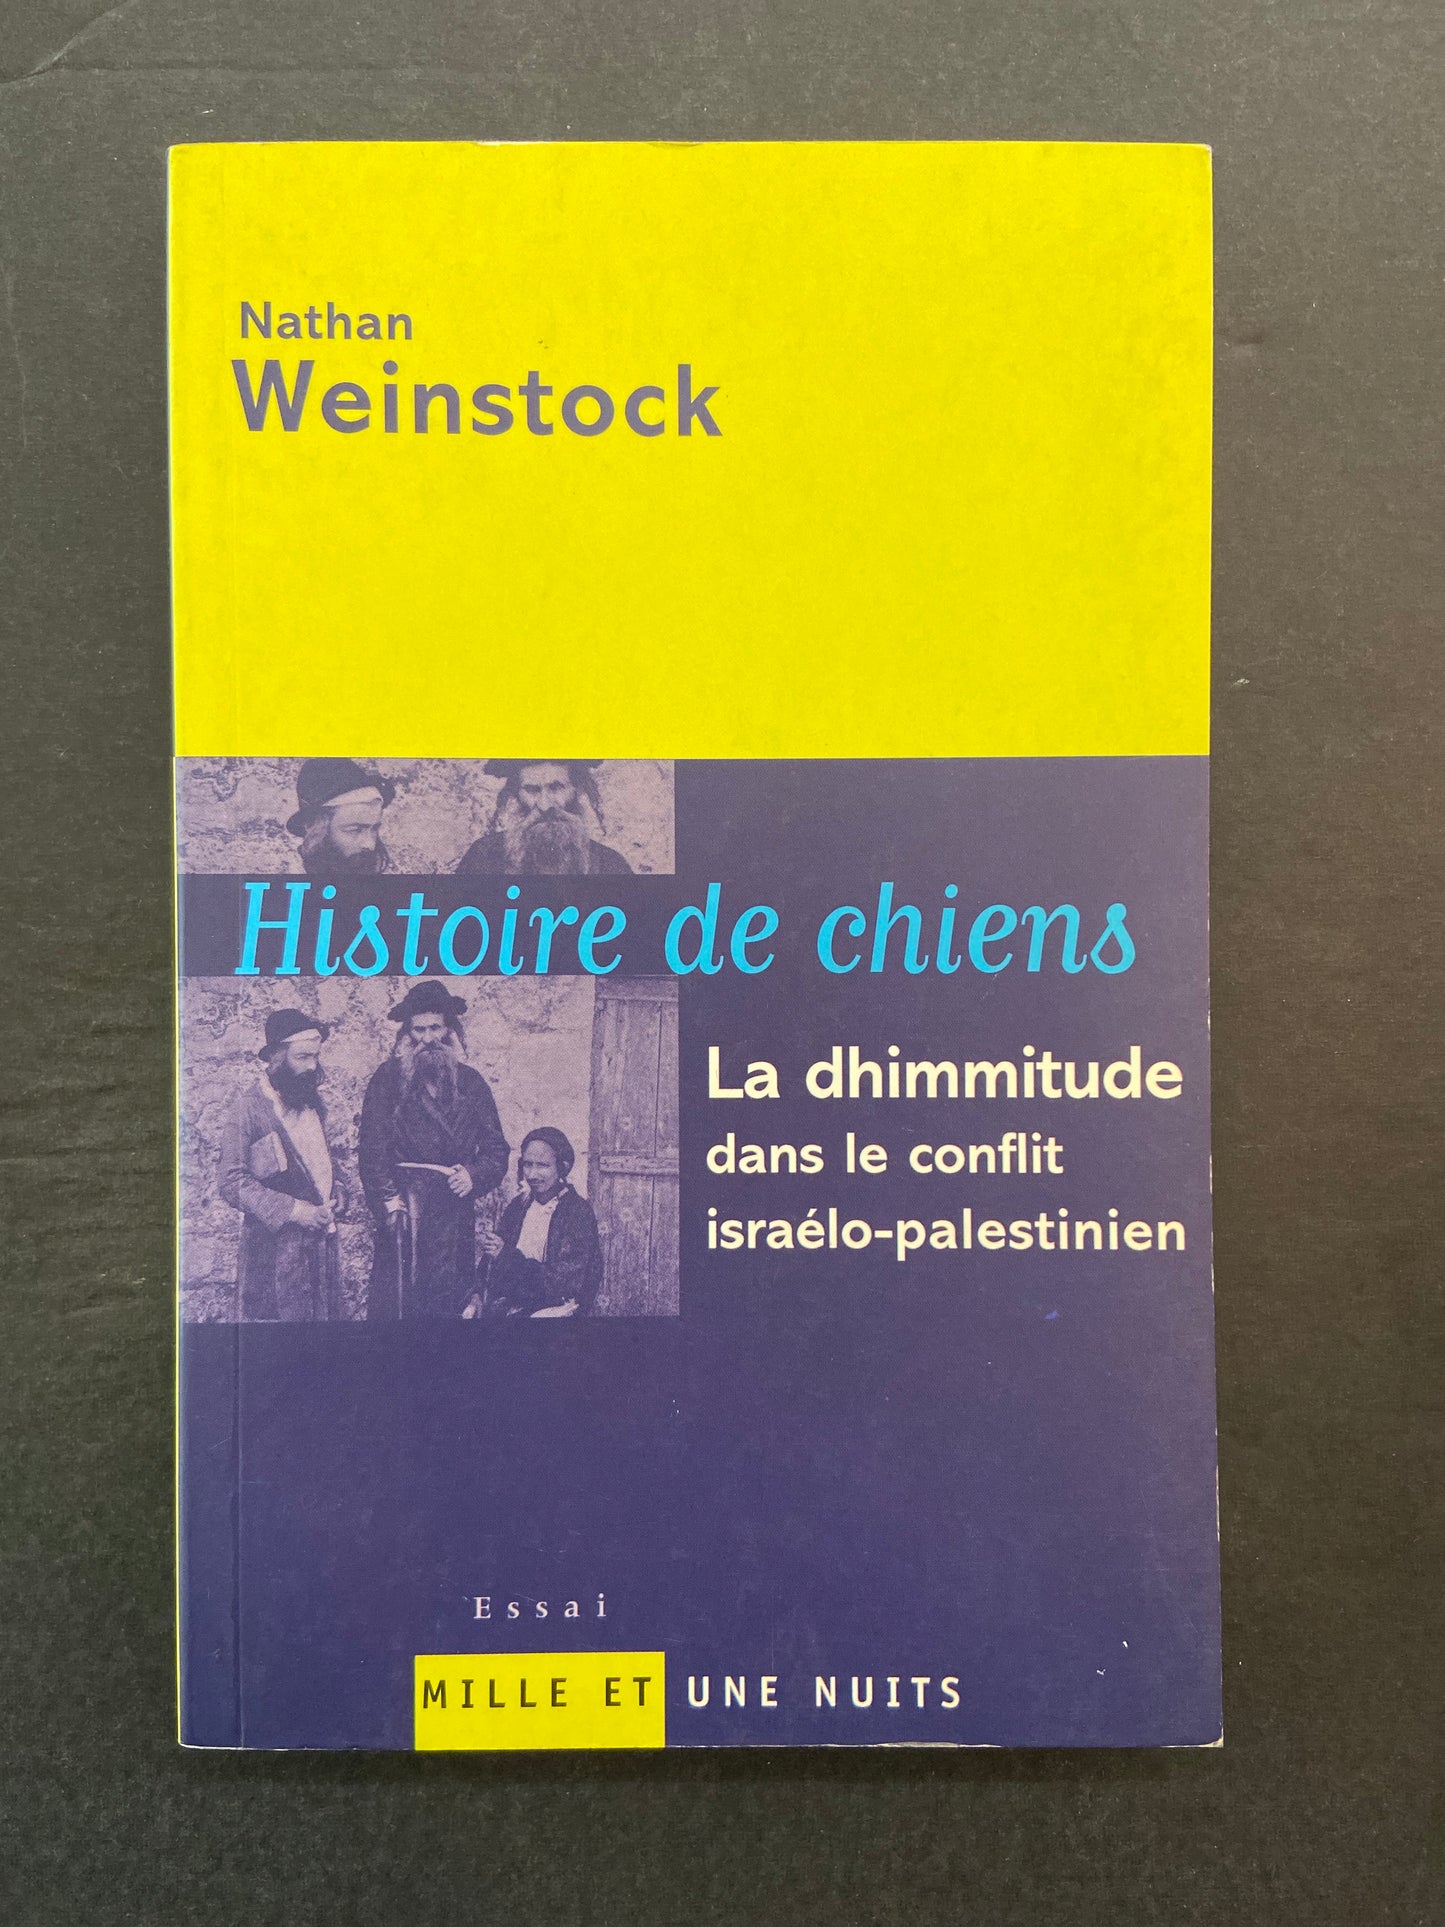 Nathan
Weinstock
Histoire de chiens
La dhimmitude
dans le conflit
israélo-palestinien
Essai
MILLE ET UNE NUITS